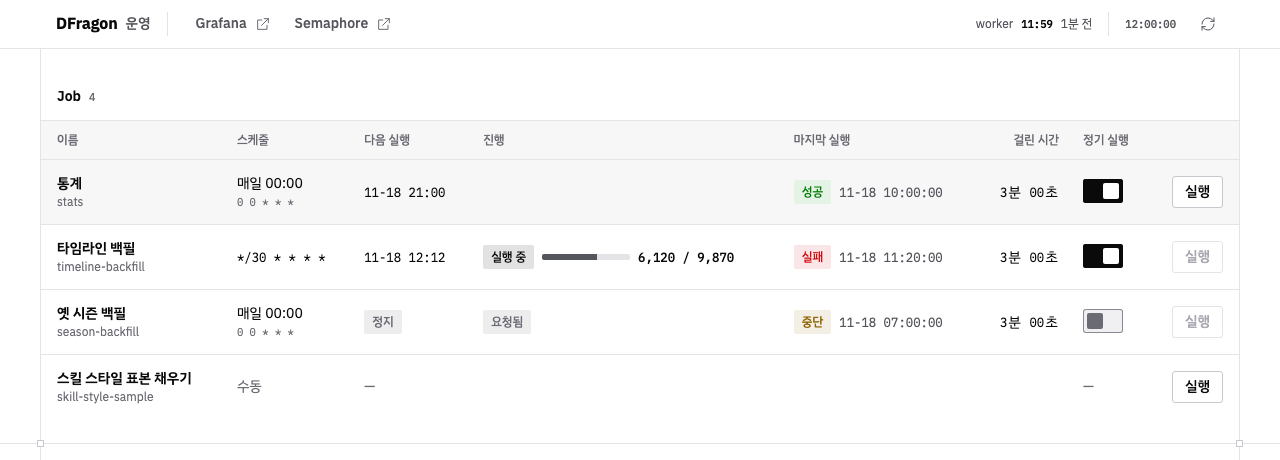 DFragon 운영 Grafana Semaphore worker 11:59 1분 전 12:00:00
Job 4
이름 스케줄 다음 실행 진행 마지막 실행 걸린 시간 정기 실행
통계 매일 00:00 11-18 21:00 성공 11-18 10:00:00 3분 00초 실행
stats 0 0 * * *
타임라인 백필 */30 * * * * 11-18 12:12 실행 중 6,120 / 9,870 실패 11-18 11:20:00 3분 00초 실행
timeline-backfill
옛 시즌 백필 매일 00:00 정지 요청됨 중단 11-18 07:00:00 3분 00초 실행
season-backfill 0 0 * * *
스킬 스타일 표본 채우기 수동 — — 실행
skill-style-sample